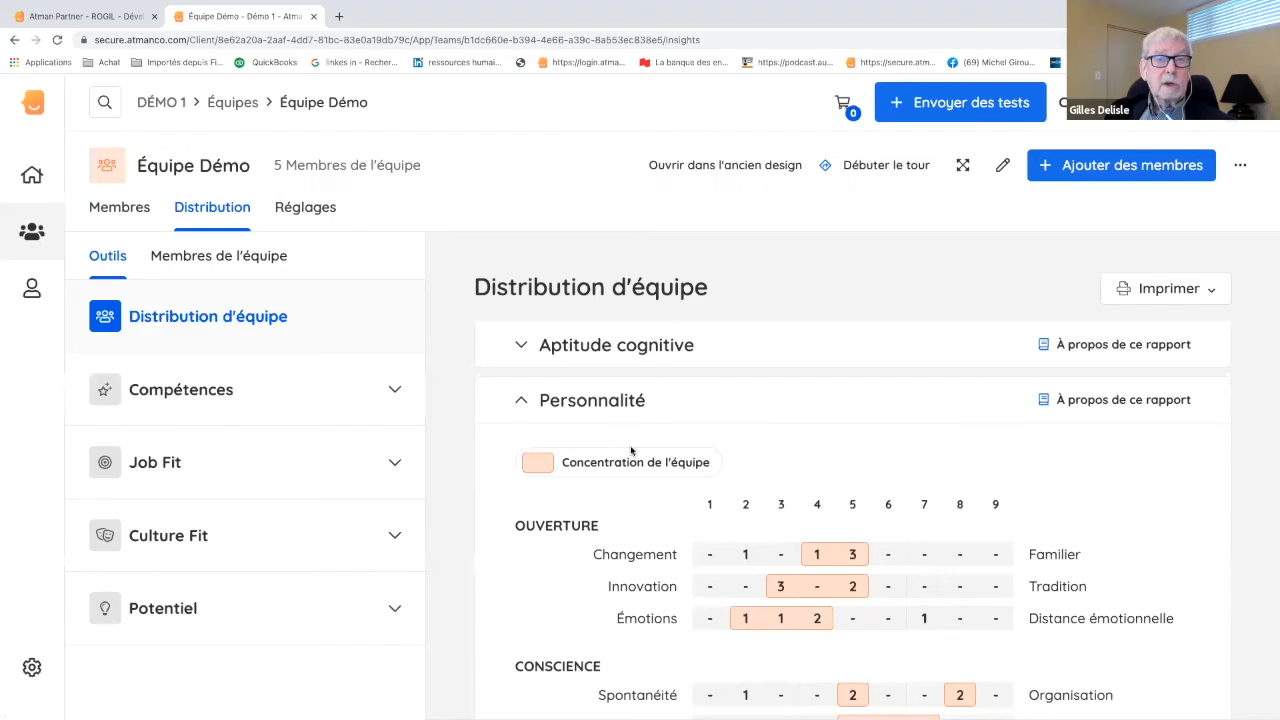 Atman Partner - ROGIL - Dével
Équipe Démo – Démo 1 - Atma
secure.atmanco.com/Client/8e62a20a-2aaf-4dd7-81bc-83e0a19db79c/App/Teams/b1dc660e-b394-4e66-a39c-8a553ec838e5/Insights
Applications
Achat
Importés depuis Fi...
QuickBooks
linkes in - Recher...
ressources humai...
https://login.atma...
La banque des en...
https://podcast.au...
https://secure.atm...
(69) Michel Girou...
Gilles Delisle
DÉMO 1 > Équipes > Équipe Démo
0
+ Envoyer des tests
Équipe Démo
5 Membres de l'équipe
Ouvrir dans l'ancien design
Débuter le tour
+ Ajouter des membres
Membres
Distribution
Réglages
Outils
Membres de l'équipe
Distribution d'équipe
Compétences
Job Fit
Culture Fit
Potentiel
Distribution d'équipe
Imprimer
Aptitude cognitive
À propos de ce rapport
Personnalité
À propos de ce rapport
Concentration de l'équipe
1 2 3 4 5 6 7 8 9
OUVERTURE
Changement - 1 - 1 3 - - - - Familier
Innovation - - 3 - 2 - - - - Tradition
Émotions - 1 1 2 - - 1 - - Distance émotionnelle
CONSCIENCE
Spontanéité - 1 - - 2 - - 2 - Organisation